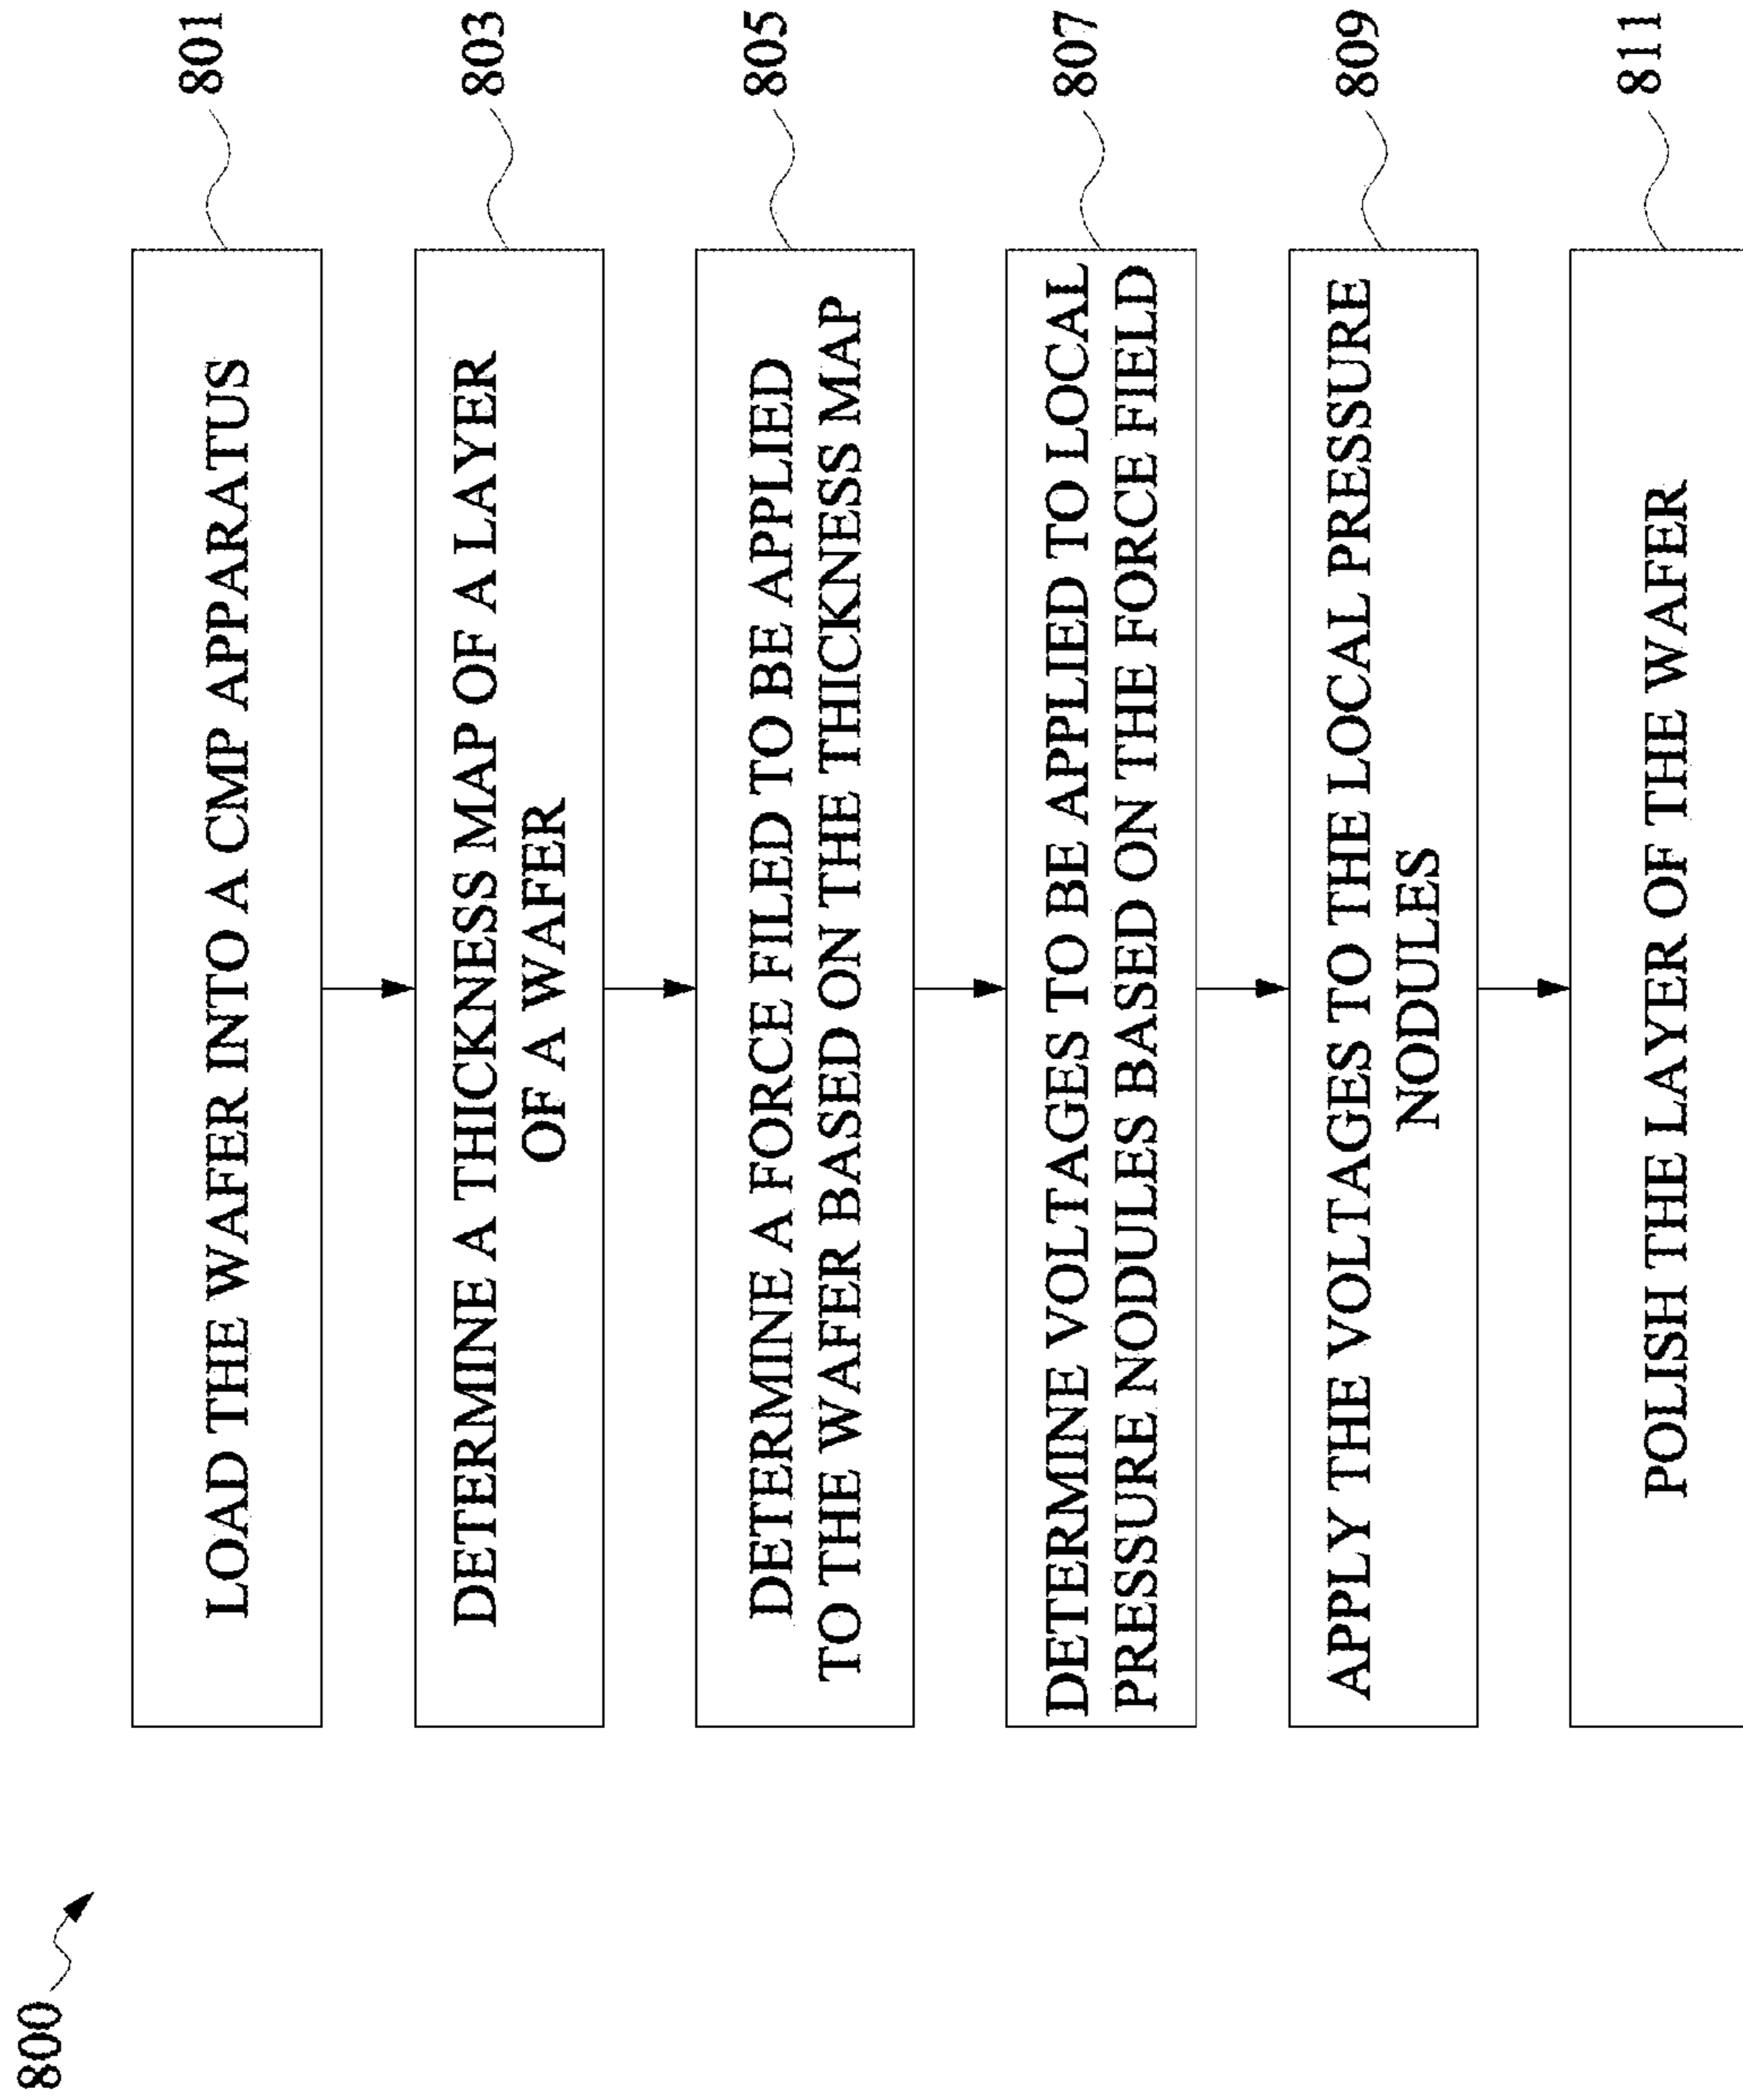 800
LOAD THE WAFER INTO A CMP APPARATUS
801
DETERMINE A THICKNESS MAP OF A LAYER
OF A WAFER
803
DETERMINE A FORCE FILED TO BE APPLIED
TO THE WAFER BASED ON THE THICKNESS MAP
805
DETERMINE VOLTAGES TO BE APPLIED TO LOCAL
PRESSURE NODULES BASED ON THE FORCE FIELD
807
APPLY THE VOLTAGES TO THE LOCAL PRESSURE
NODULES
809
POLISH THE LAYER OF THE WAFER
811